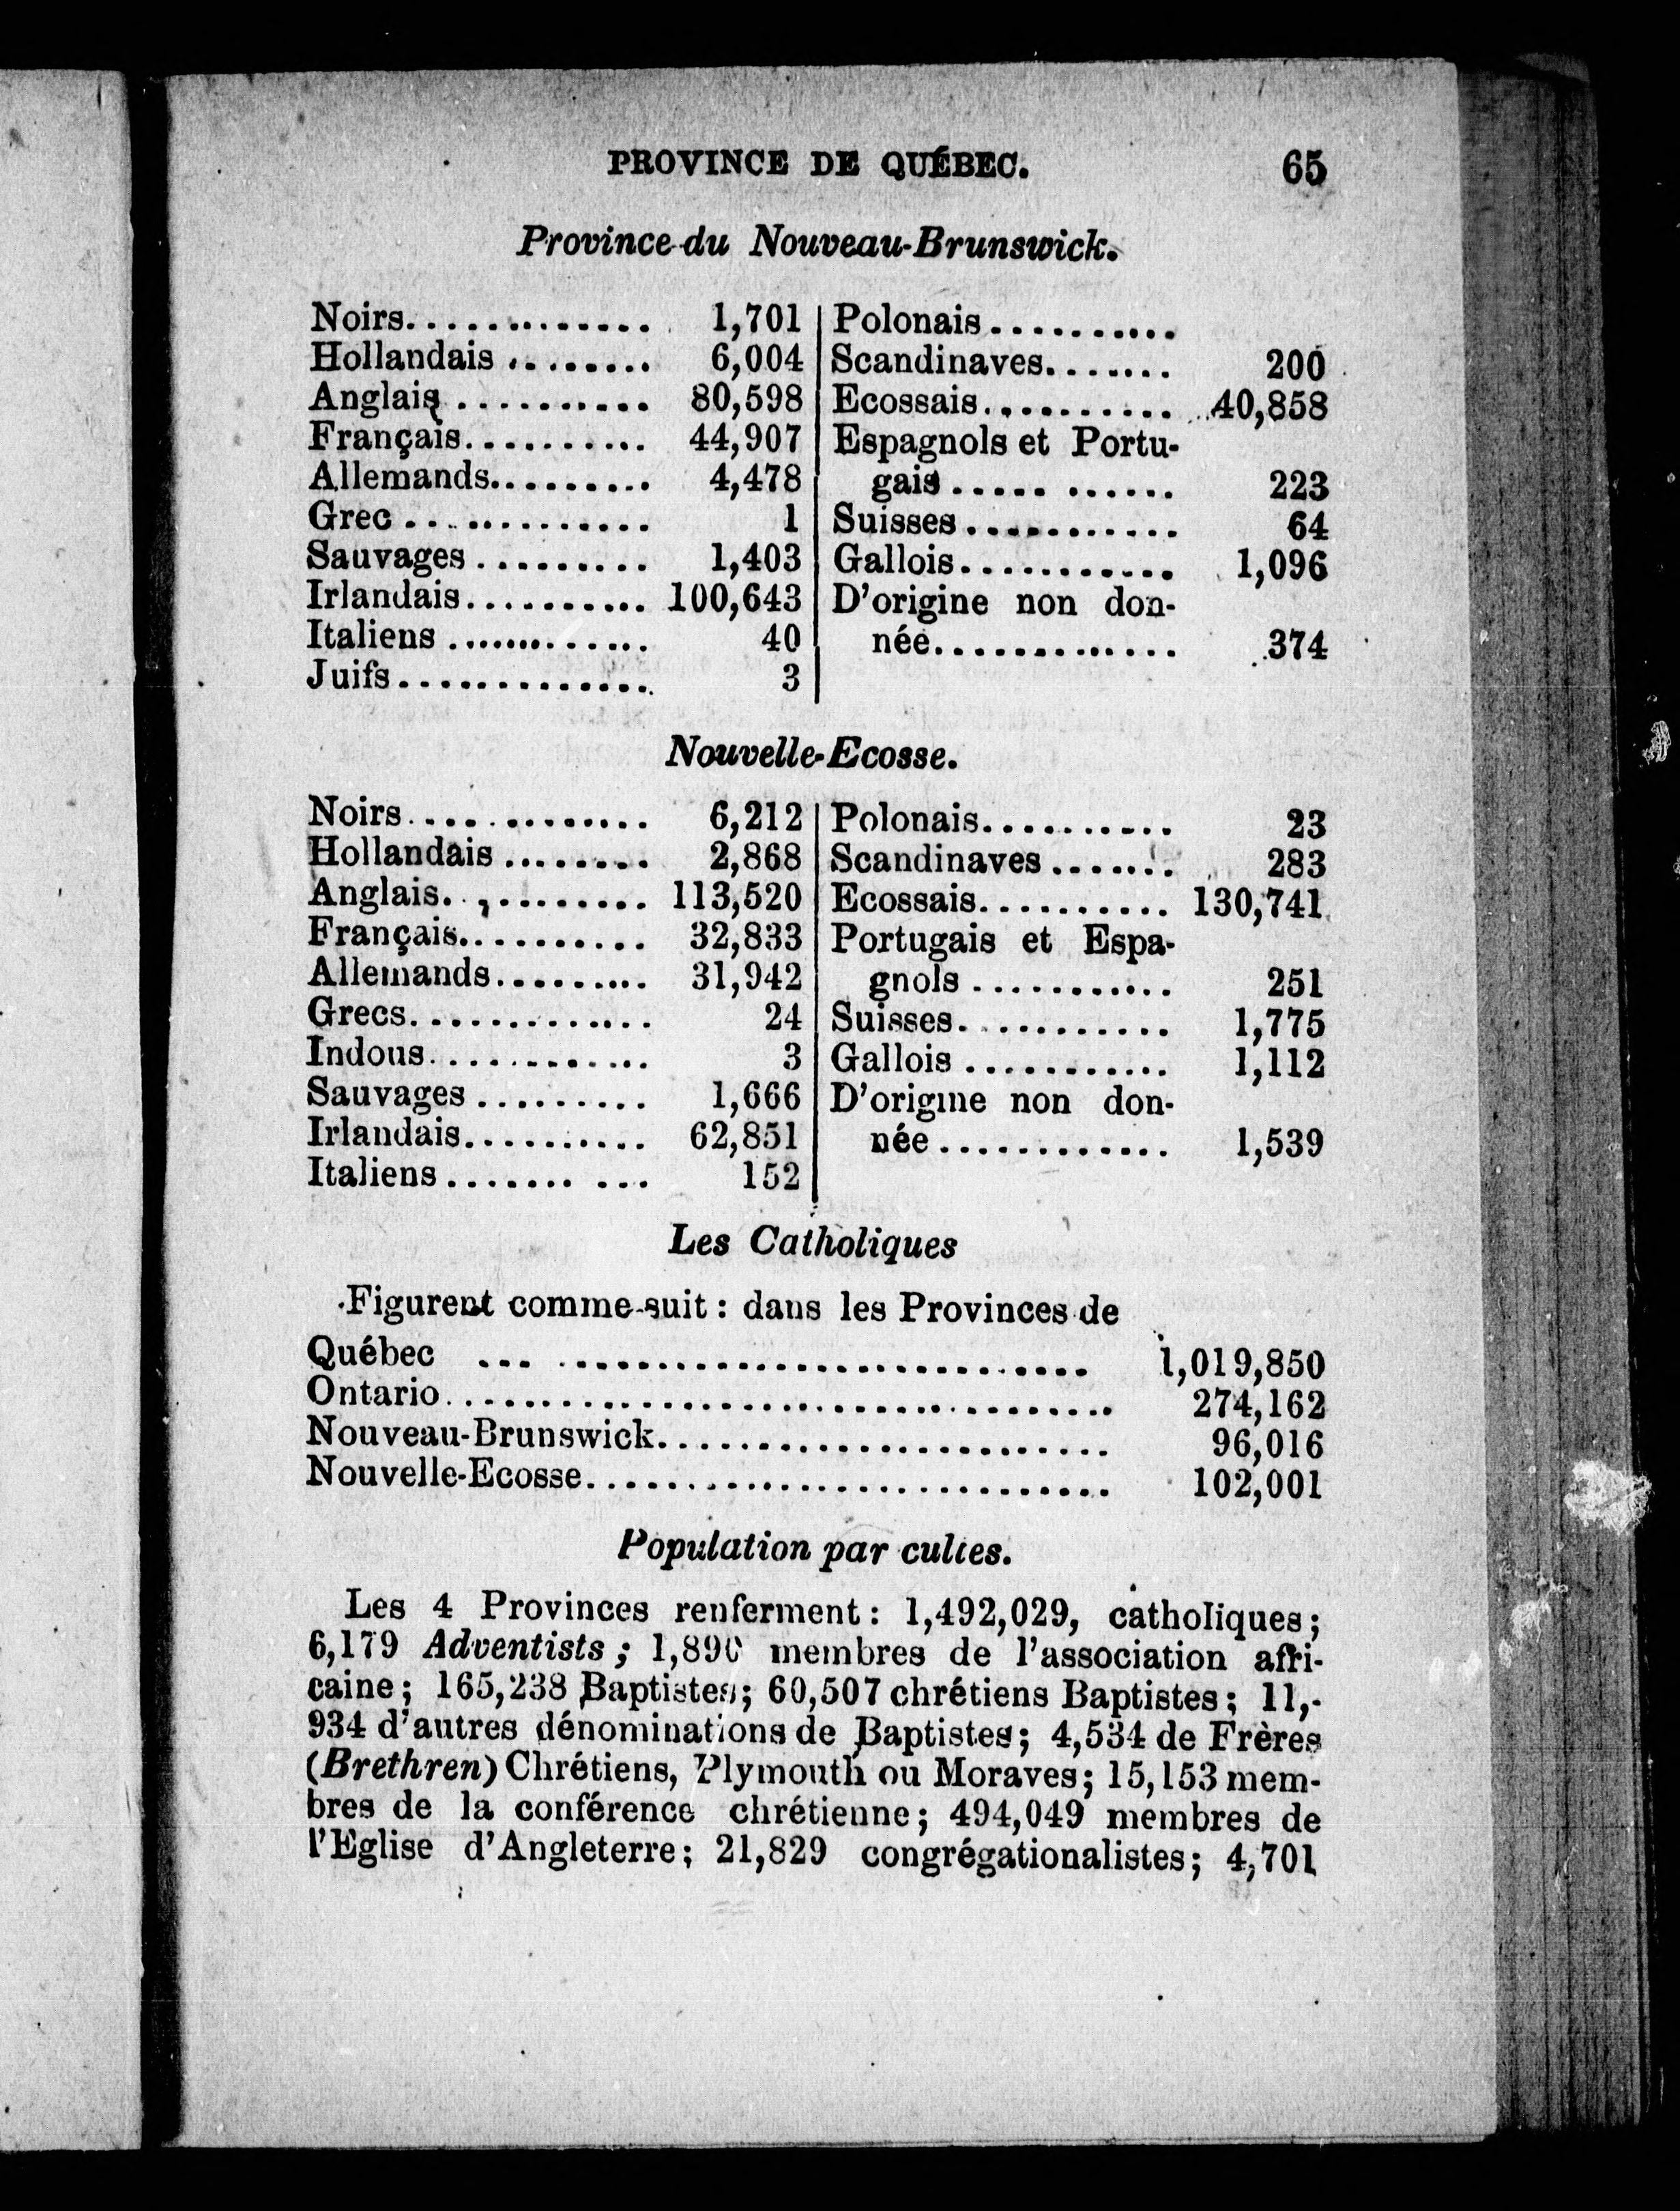 PROVINCE DE QUÉBEC. 65
Province du Nouveau-Brunswick.
Noirs............. 1,701
Hollandais ........ 6,004
Anglais .......... 80,598
Français.......... 44,907
Allemands......... 4,478
Grec ............. 1
Sauvages ......... 1,403
Irlandais.......... 100,643
Italiens ............. 40
Juifs.............. 3
Polonais..........
Scandinaves....... 200
Ecossais.......... 40,858
Espagnols et Portu-
gais ........... 223
Suisses ........... 64
Gallois........... 1,096
D'origine non don-
née............. 374
Nouvelle-Ecosse.
Noirs............. 6,212
Hollandais ........ 2,868
Anglais........... 113,520
Français.......... 32,833
Allemands......... 31,942
Grecs............. 24
Indous............ 3
Sauvages ......... 1,666
Irlandais.......... 62,851
Italiens ....... ... 152
Polonais.......... 23
Scandinaves ....... 283
Ecossais.......... 130,741
Portugais et Espa-
gnols ........... 251
Suisses............ 1,775
Gallois ........... 1,112
D'origine non don-
née ............ 1,539
Les Catholiques
Figurent comme suit : dans les Provinces de
Québec ... ........................... 1,019,850
Ontario.................................. 274,162
Nouveau-Brunswick....................... 96,016
Nouvelle-Ecosse........................... 102,001
Population par cultes.
Les 4 Provinces renferment : 1,492,029, catholiques;
6,179 Adventists ; 1,890 membres de l'association afri-
caine; 165,238 Baptistes; 60,507 chrétiens Baptistes; 11,-
934 d'autres dénominations de Baptistes; 4,534 de Frères
(Brethren) Chrétiens, Plymouth ou Moraves; 15,153 mem-
bres de la conférence chrétienne; 494,049 membres de
l'Eglise d'Angleterre; 21,829 congrégationalistes; 4,701